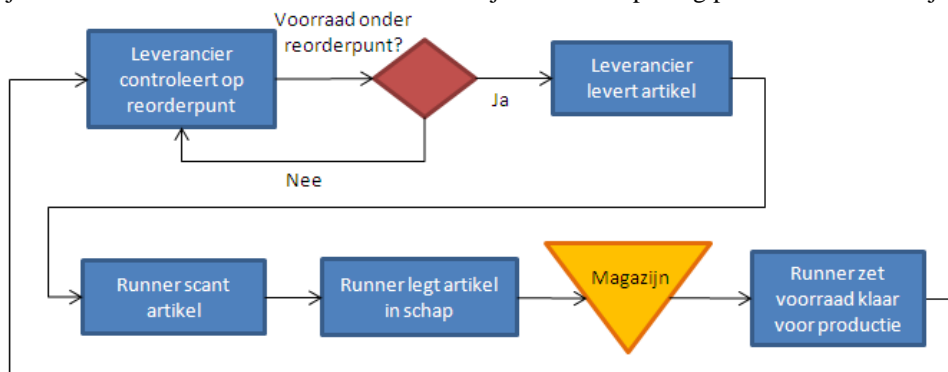 Voorraad onder
reorderpunt?
Leverancier
controleert op
reorderpunt
Leverancier
levert artikel
Ja
Nee
Runner scant
artikel
Runner legt artikel
in schap
Magazijn
Runner zet
voorraad klaar
voor productie